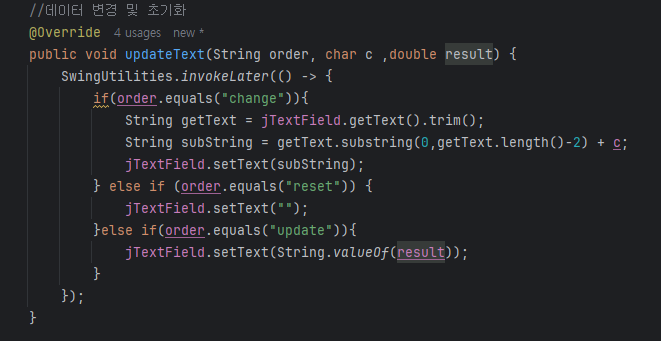 //데이터 변경 및 초기화
@Override 4 usages new *
public void updateText(String order, char c ,double result) {
SwingUtilities.invokeLater(() -> {
if(order.equals("change")){
String getText = jTextField.getText().trim();
String subString = getText.substring(0,getText.length()-2) + c;
jTextField.setText(subString);
} else if (order.equals("reset")) {
jTextField.setText("");
}else if(order.equals("update")){
jTextField.setText(String.valueOf(result));
}
});
}